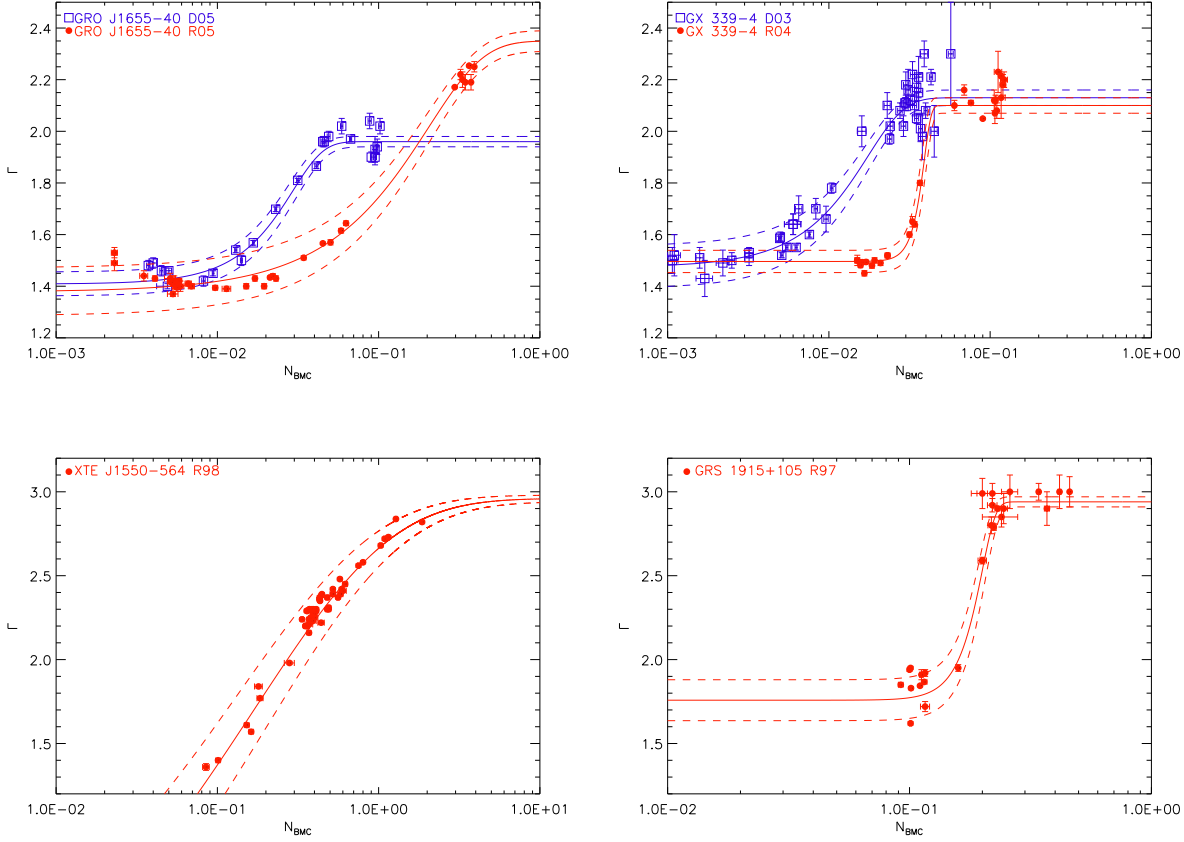 GRO J1655-40 D05
GRO J1655-40 R05
2.4
2.2
2.0
1.8
1.6
1.4
1.2
Γ
1.0E-03
1.0E-02
1.0E-01
1.0E+00
N_BMC
GX 339-4 D03
GX 339-4 R04
2.4
2.2
2.0
1.8
1.6
1.4
1.2
Γ
1.0E-03
1.0E-02
1.0E-01
1.0E+00
N_BMC
XTE J1550-564 R98
3.0
2.5
2.0
1.5
Γ
1.0E-02
1.0E-01
1.0E+00
1.0E+01
N_BMC
GRS 1915+105 R97
3.0
2.5
2.0
1.5
Γ
1.0E-02
1.0E-01
1.0E+00
N_BMC